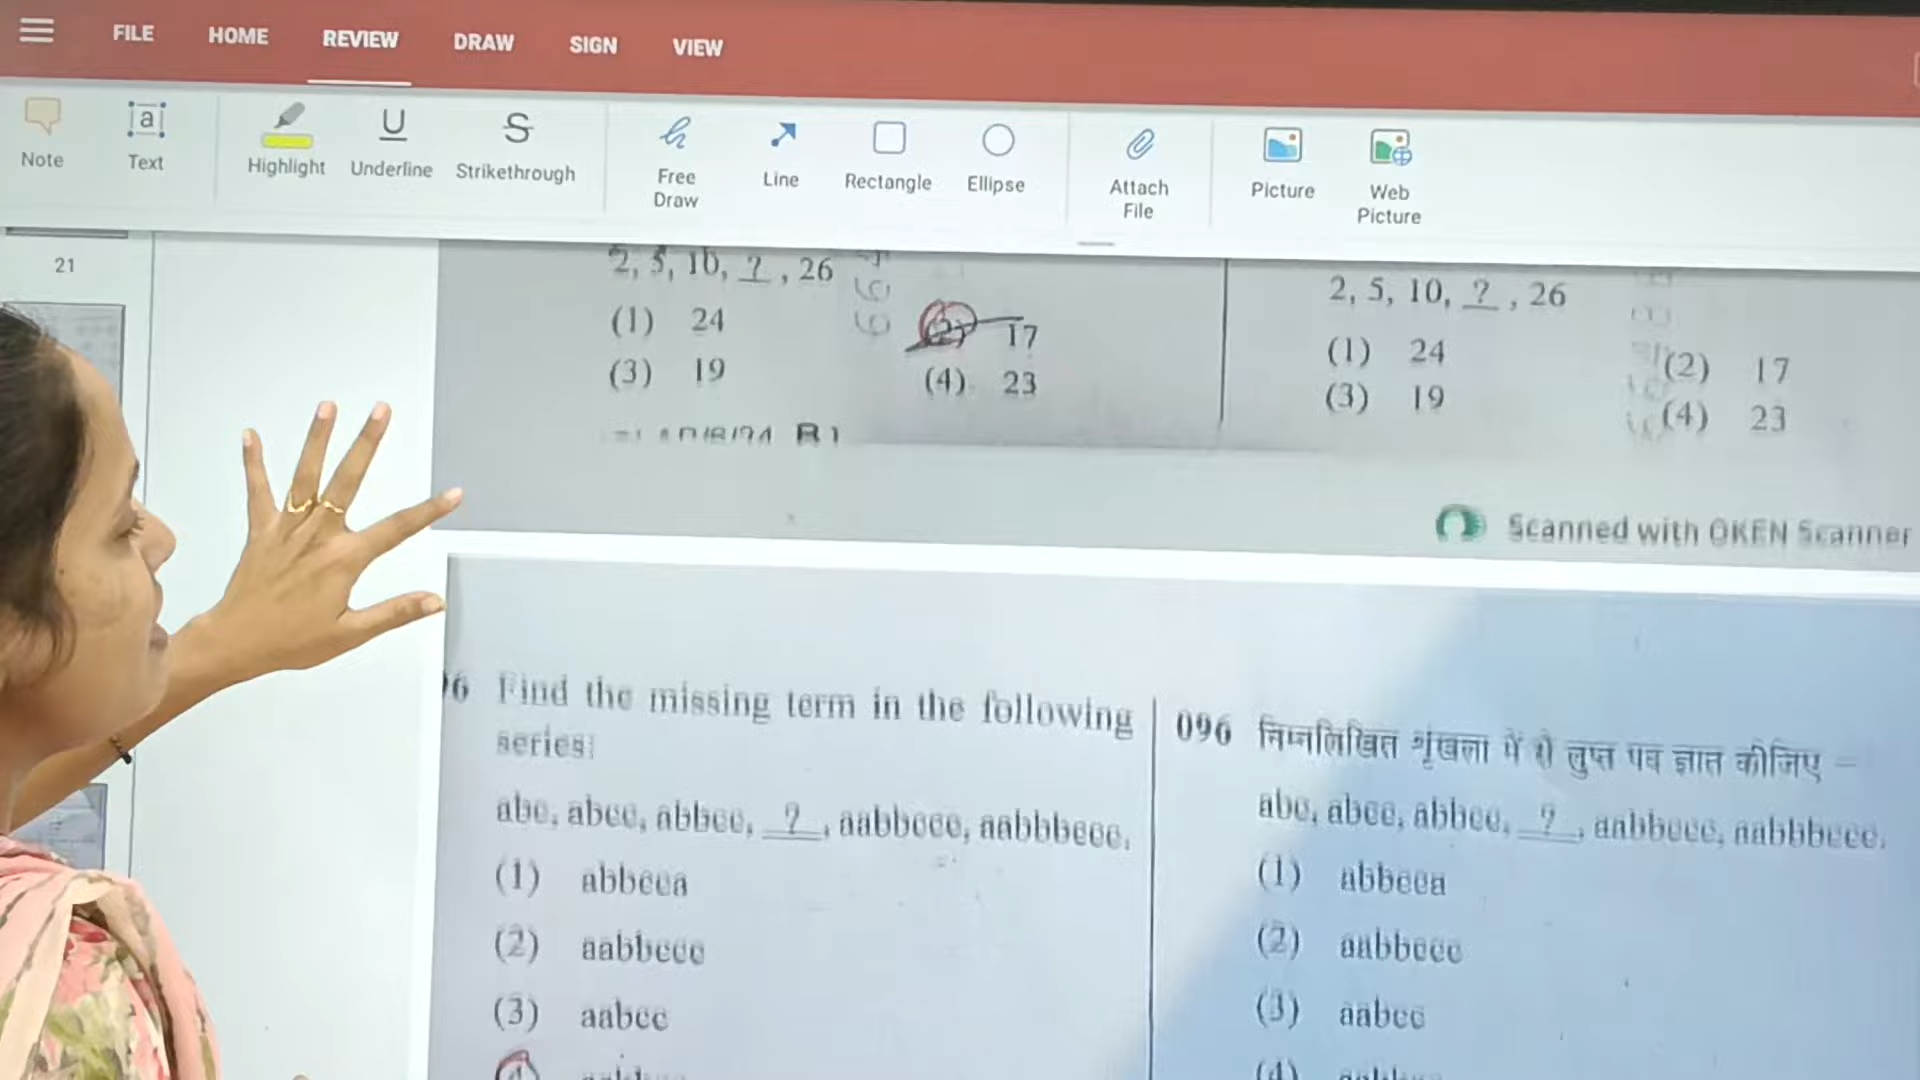 FILE HOME REVIEW DRAW SIGN VIEW
Note Text Highlight Underline Strikethrough Free Draw Line Rectangle Ellipse Attach File Picture Web Picture
21
2, 5, 10, ?, 26
(1) 24
(2) 17
(3) 19
(4) 23
2, 5, 10, ?, 26
(1) 24
(2) 17
(3) 19
(4) 23
Scanned with OKEN Scanner
Find the missing term in the following
series:
abc, abcc, abbcc, ?, aabbccc, aabbbccc.
(1) abbcca
(2) aabbccc
(3) aabcc
096 निम्नलिखित शृंखला में से लुप्त पद ज्ञात कीजिए –
abc, abcc, abbcc, ?, aabbccc, aabbbccc.
(1) abbcca
(2) aabbccc
(3) aabcc
(4)